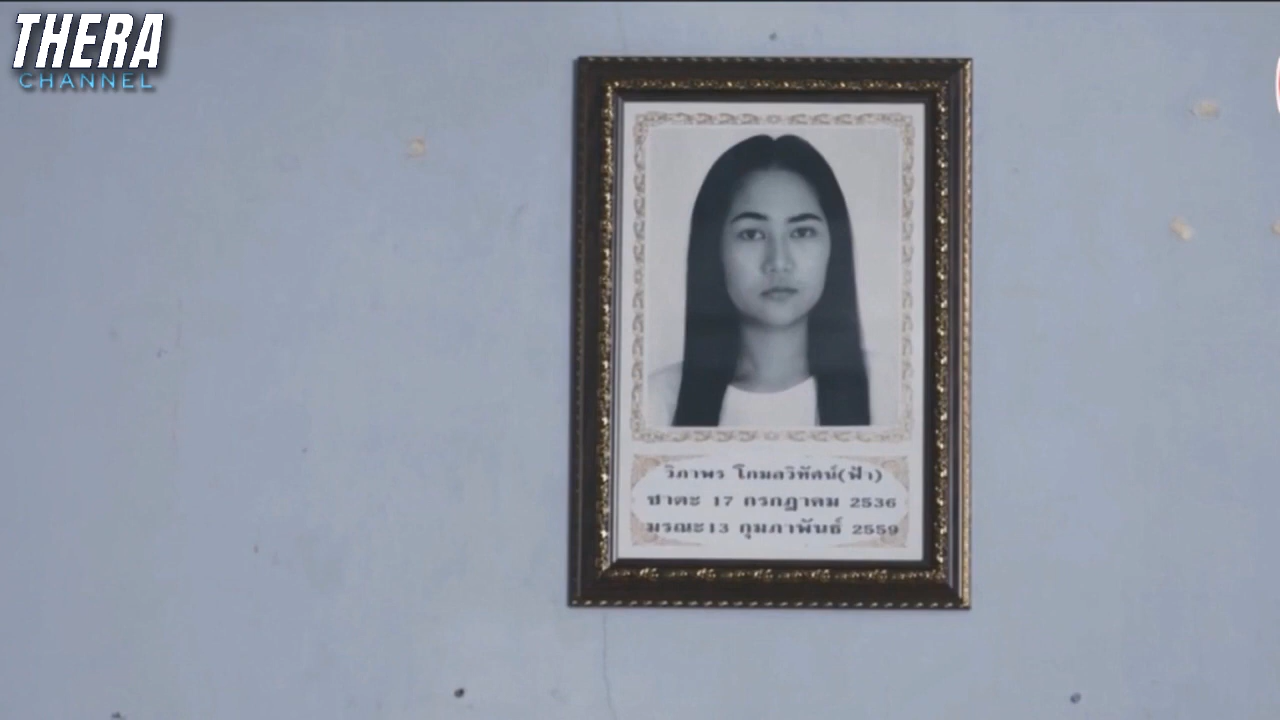 THERA
CHANNEL
วิภาพร โกมลวิทัศน์(ฟ้า)
ชาตะ 17 กรกฎาคม 2536
มรณะ13 กุมภาพันธ์ 2559